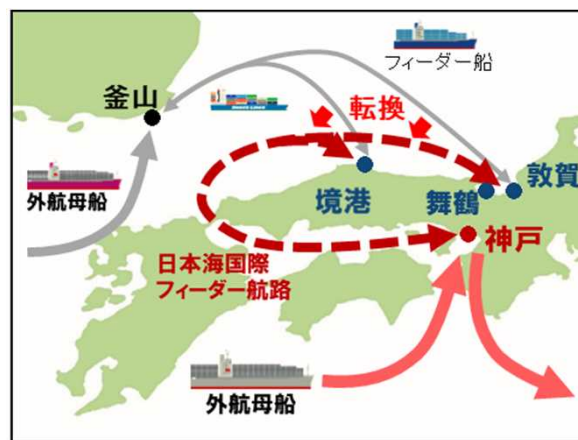 フィーダー船
釜山
転換
外航母船
境港
舞鶴
敦賀
神戸
日本海国際
フィーダー航路
外航母船